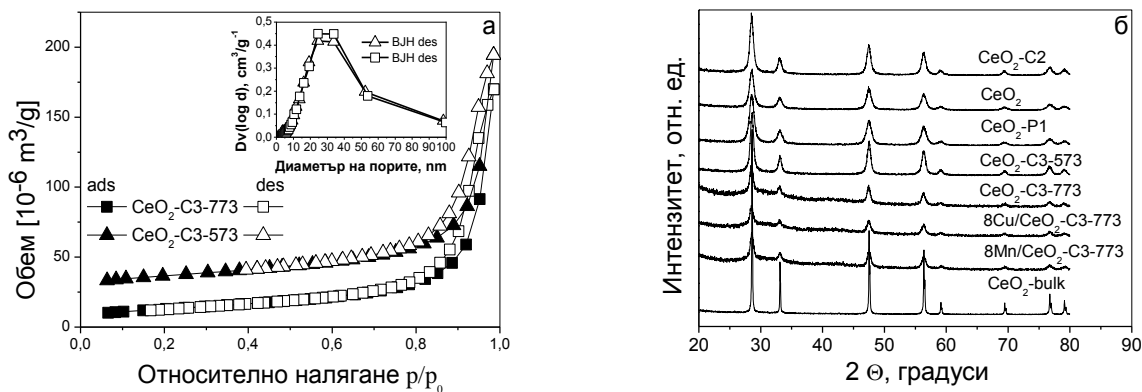 а
200
150
100
50
0
Обем [10⁻⁶ m³/g]
0,0 0,2 0,4 0,6 0,8 1,0
Относително налягане p/p₀
0,5
0,4
0,3
0,2
0,1
0,0
Dv(log d), cm³/g⁻¹
0 10 20 30 40 50 60 70 80 90 100
Диаметър на порите, nm
BJH des
BJH des
ads des
CeO₂-C3-773
CeO₂-C3-573
б
Интензитет, отн. ед.
CeO₂-C2
CeO₂
CeO₂-P1
CeO₂-C3-573
CeO₂-C3-773
8Cu/CeO₂-C3-773
8Mn/CeO₂-C3-773
CeO₂-bulk
20 30 40 50 60 70 80 90
2 Θ, градуси